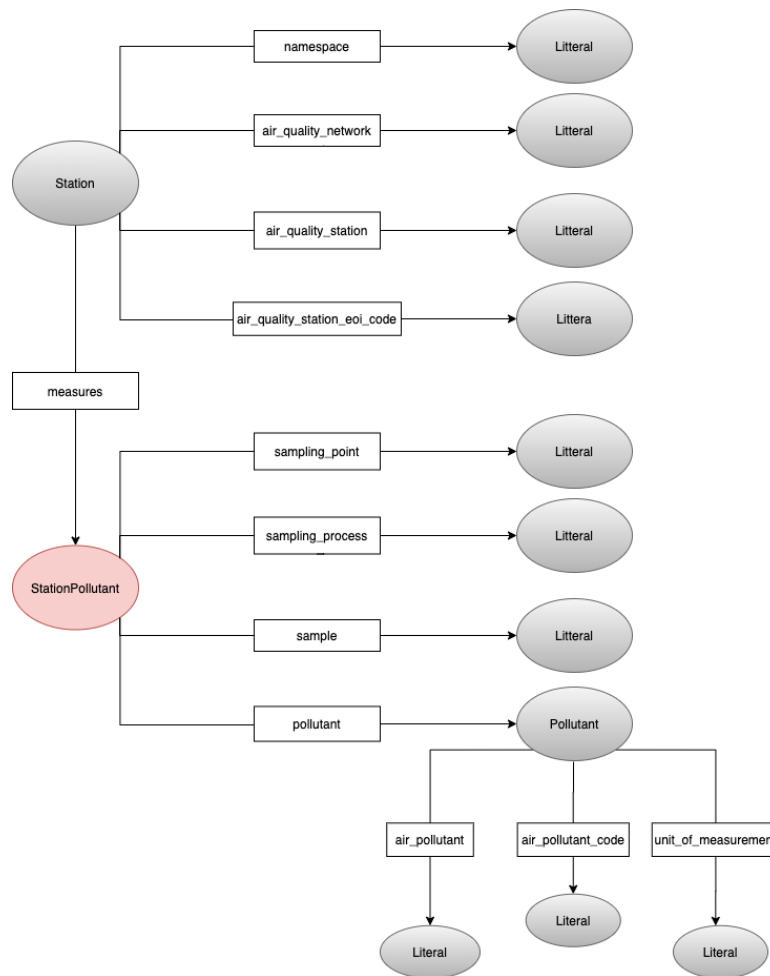 namespace
Litteral
air_quality_network
Litteral
Station
air_quality_station
Litteral
air_quality_station_eoi_code
Littera
measures
sampling_point
Litteral
sampling_process
Litteral
StationPollutant
sample
Litteral
pollutant
Pollutant
air_pollutant
air_pollutant_code
unit_of_measuremen
Literal
Literal
Literal